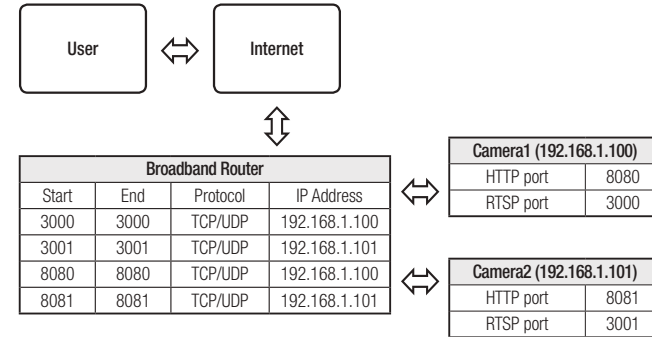 User
Internet
Broadband Router
Start End Protocol IP Address
3000 3000 TCP/UDP 192.168.1.100
3001 3001 TCP/UDP 192.168.1.101
8080 8080 TCP/UDP 192.168.1.100
8081 8081 TCP/UDP 192.168.1.101
Camera1 (192.168.1.100)
HTTP port 8080
RTSP port 3000
Camera2 (192.168.1.101)
HTTP port 8081
RTSP port 3001